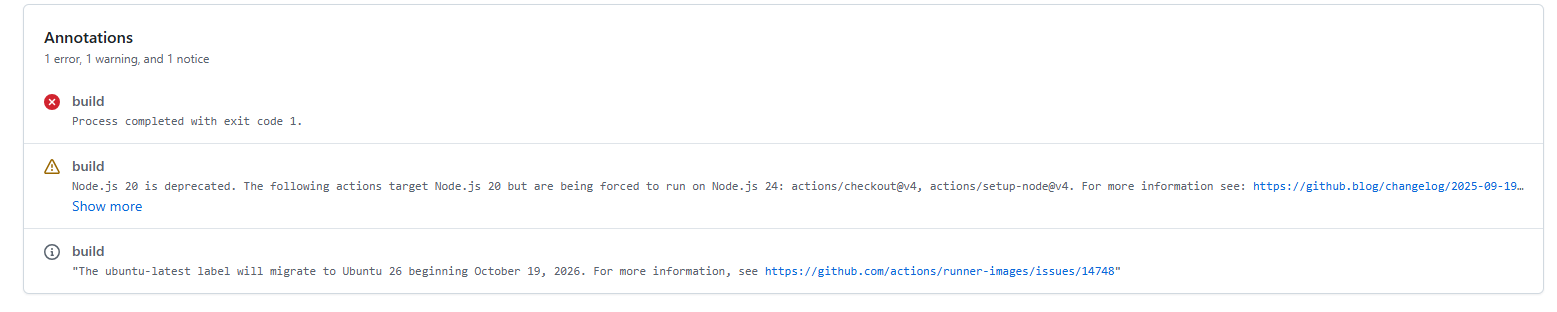 Annotations
1 error, 1 warning, and 1 notice
build
Process completed with exit code 1.
build
Node.js 20 is deprecated. The following actions target Node.js 20 but are being forced to run on Node.js 24: actions/checkout@v4, actions/setup-node@v4. For more information see: https://github.blog/changelog/2025-09-19…
Show more
build
"The ubuntu-latest label will migrate to Ubuntu 26 beginning October 19, 2026. For more information, see https://github.com/actions/runner-images/issues/14748"